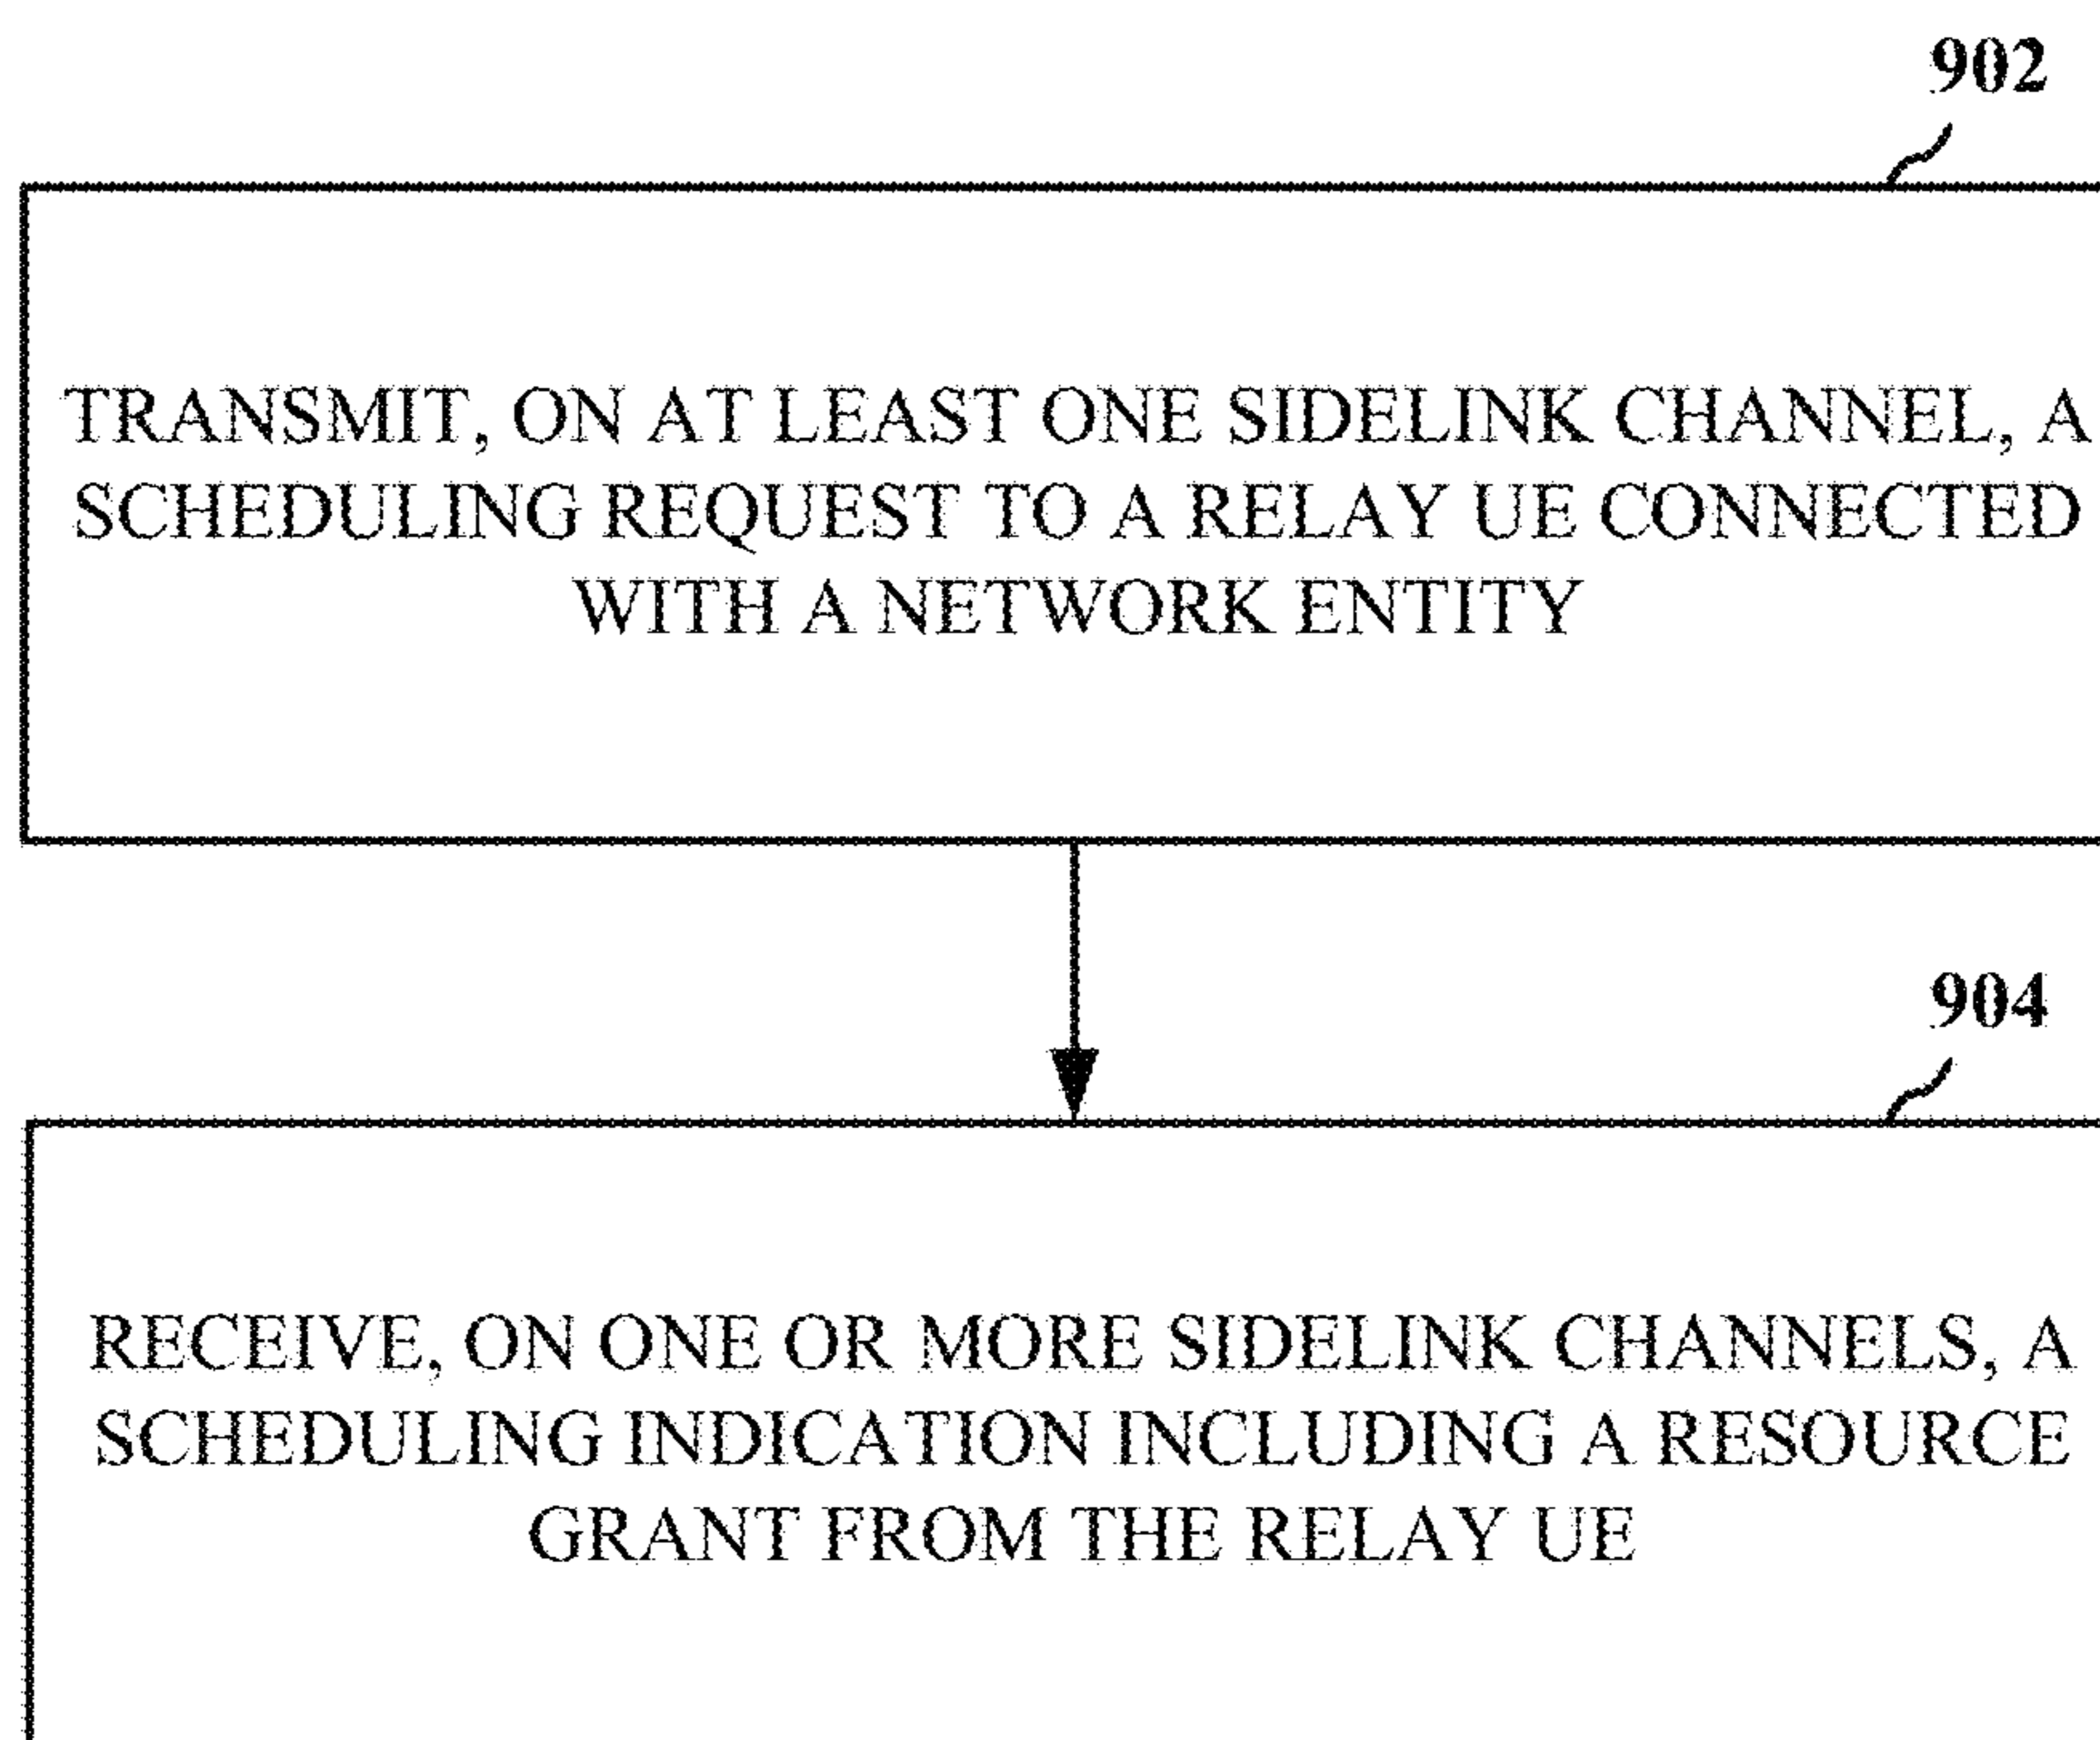 902
TRANSMIT, ON AT LEAST ONE SIDELINK CHANNEL, A
SCHEDULING REQUEST TO A RELAY UE CONNECTED
WITH A NETWORK ENTITY
904
RECEIVE, ON ONE OR MORE SIDELINK CHANNELS, A
SCHEDULING INDICATION INCLUDING A RESOURCE
GRANT FROM THE RELAY UE